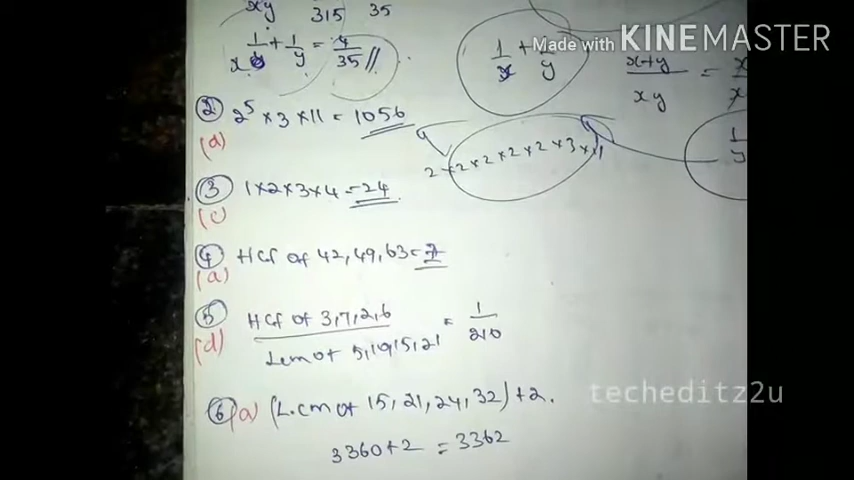 xy 315 35
1/x + 1/y = 4/35 //
1/x + 1/y
Made with KINEMASTER
x+y/xy = x
② 2⁵ × 3 × 11 = 1056
(d)
2×2×2×2×2×3×11
1/y
③ 1×2×3×4 = 24
(c)
④ HCF of 42, 49, 63 = 7
(a)
⑤ HCF of 3, 7, 2, 6 / Lcm of 5, 10, 15, 21 = 1/210
(d)
techeditz2u
⑥ (a) (L.cm of 15, 21, 24, 32) + 2.
3360 + 2 = 3362